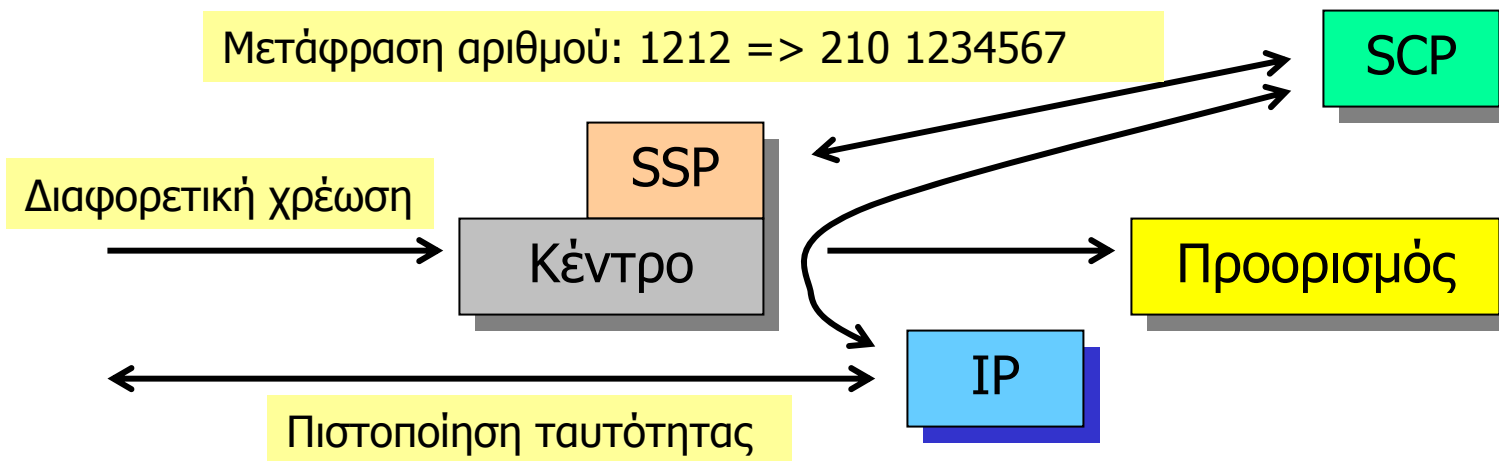 Μετάφραση αριθμού: 1212 => 210 1234567
SCP
SSP
Διαφορετική χρέωση
Κέντρο
Προορισμός
IP
Πιστοποίηση ταυτότητας